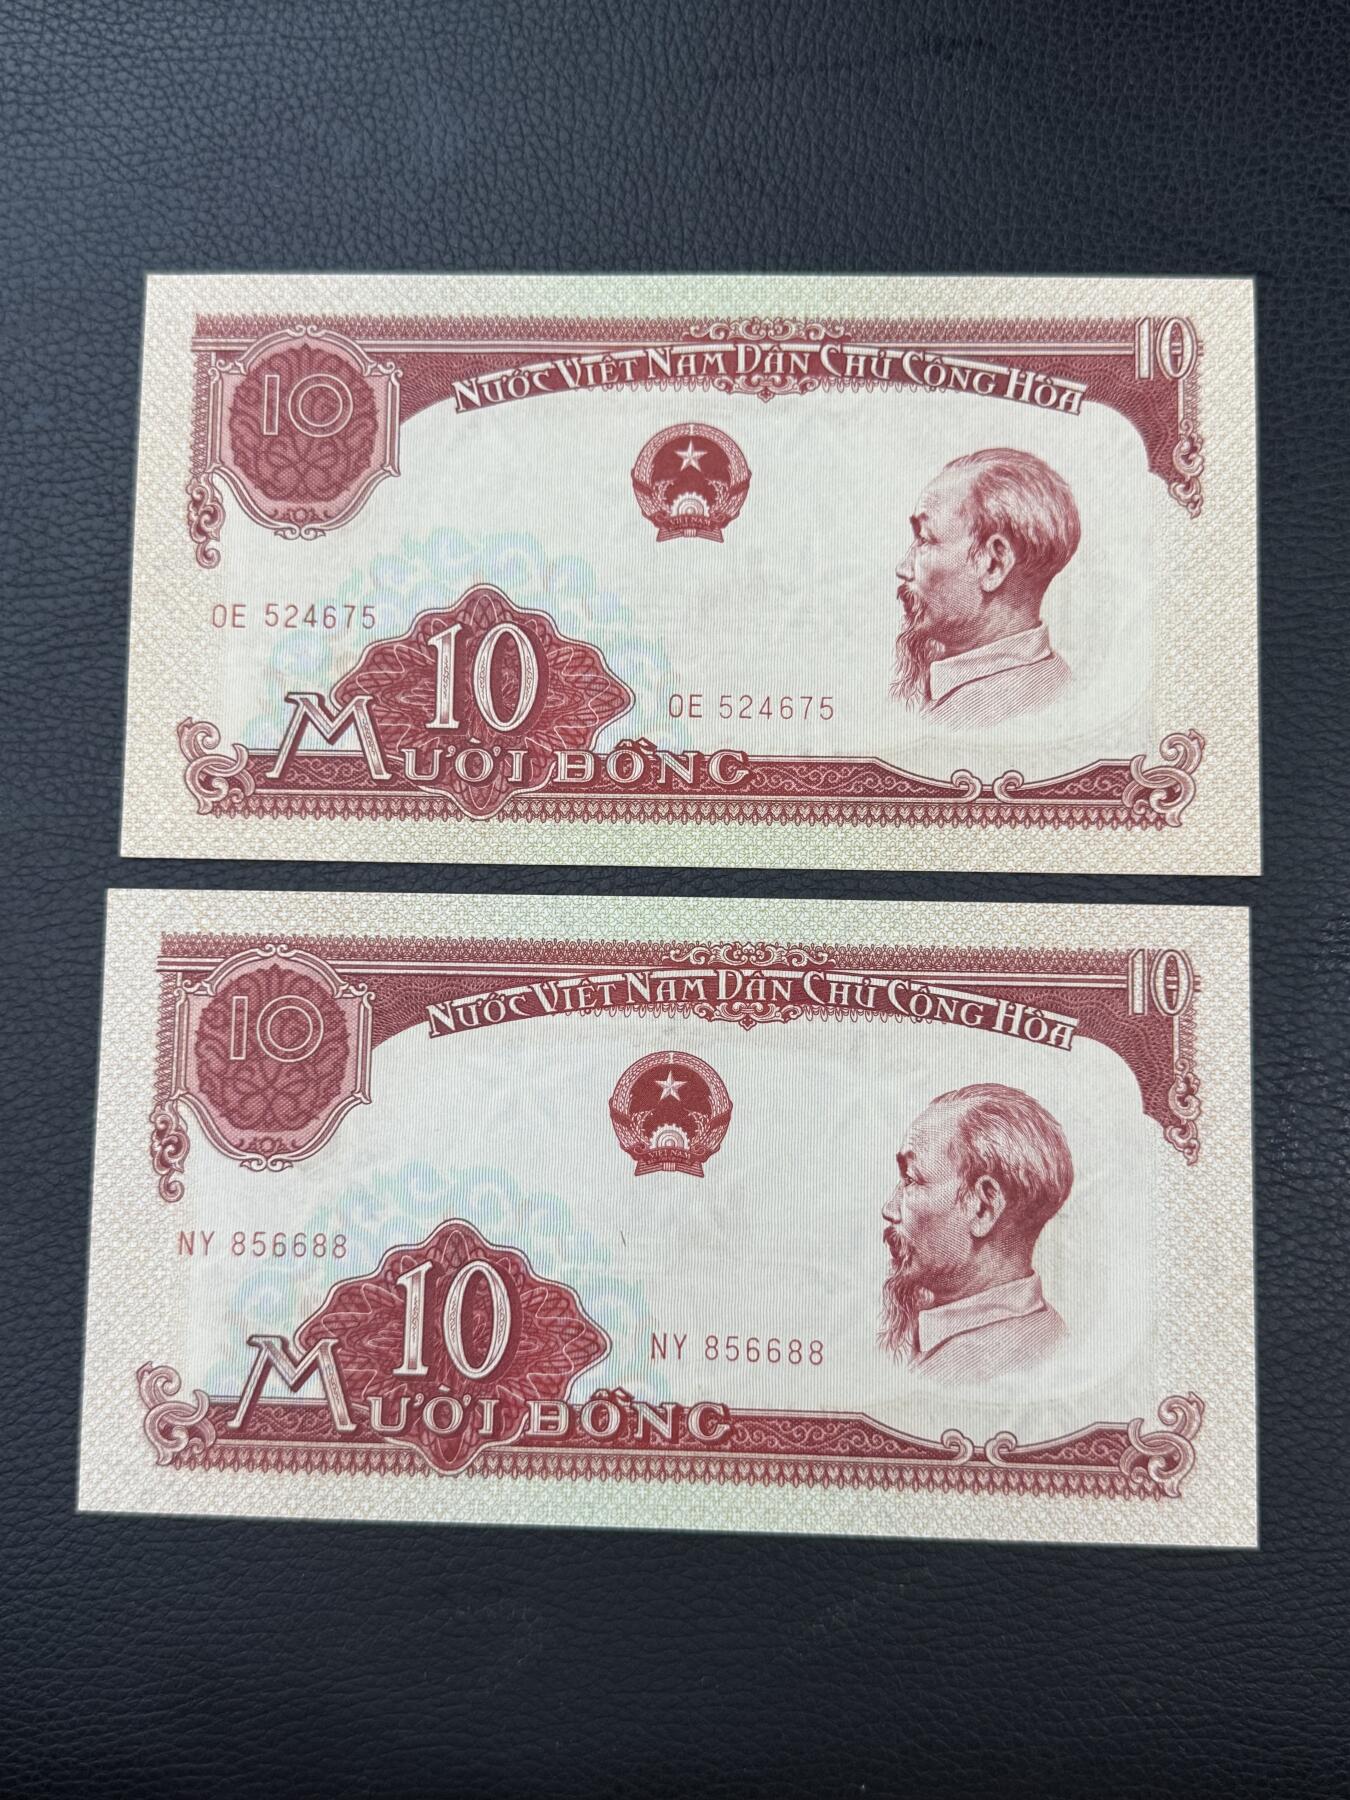 NƯỚC VIỆT NAM DÂN CHỦ CỘNG HÒA
10
10
VIỆT NAM
OE 524675
10
OE 524675
MƯỜI ĐỒNG
NƯỚC VIỆT NAM DÂN CHỦ CỘNG HÒA
10
10
VIỆT NAM
NY 856688
10
NY 856688
MƯỜI ĐỒNG